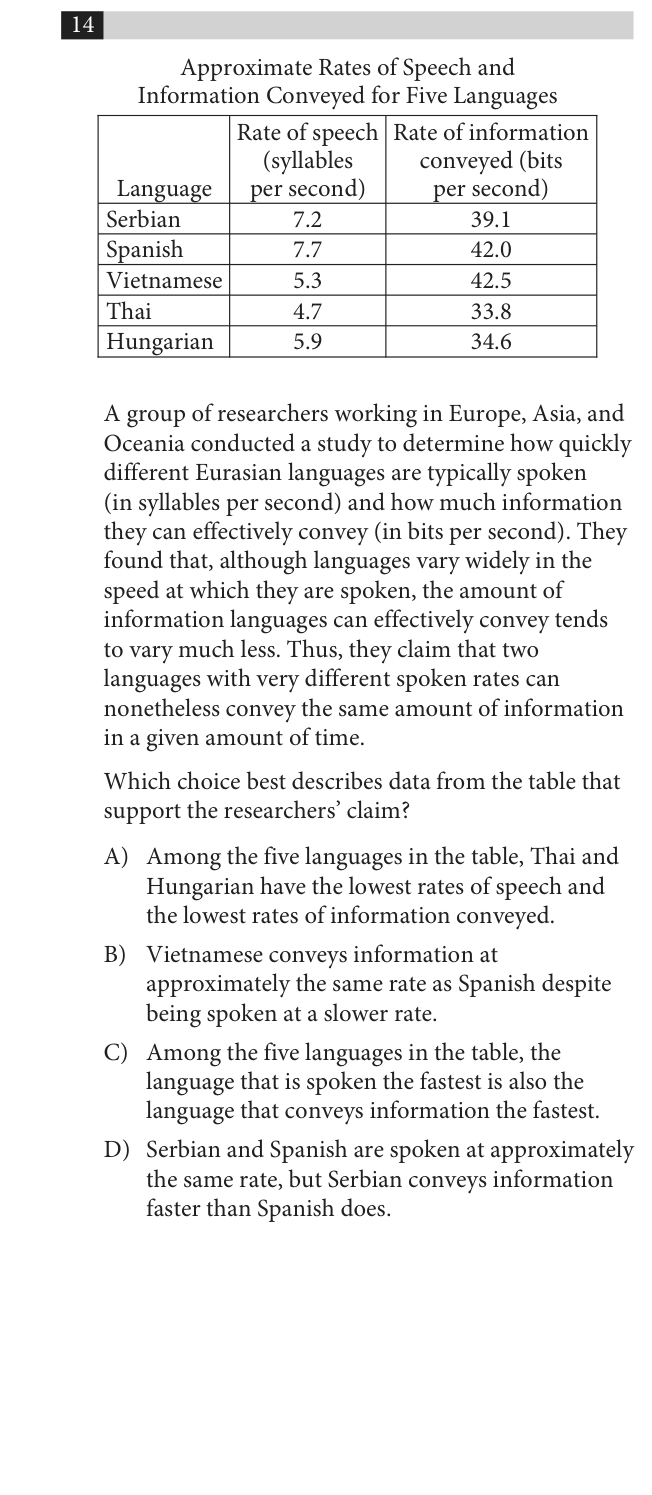 14
Approximate Rates of Speech and
Information Conveyed for Five Languages
Language | Rate of speech (syllables per second) | Rate of information conveyed (bits per second)
Serbian 7.2 39.1
Spanish 7.7 42.0
Vietnamese 5.3 42.5
Thai 4.7 33.8
Hungarian 5.9 34.6
A group of researchers working in Europe, Asia, and
Oceania conducted a study to determine how quickly
different Eurasian languages are typically spoken
(in syllables per second) and how much information
they can effectively convey (in bits per second). They
found that, although languages vary widely in the
speed at which they are spoken, the amount of
information languages can effectively convey tends
to vary much less. Thus, they claim that two
languages with very different spoken rates can
nonetheless convey the same amount of information
in a given amount of time.
Which choice best describes data from the table that
support the researchers’ claim?
A) Among the five languages in the table, Thai and
Hungarian have the lowest rates of speech and
the lowest rates of information conveyed.
B) Vietnamese conveys information at
approximately the same rate as Spanish despite
being spoken at a slower rate.
C) Among the five languages in the table, the
language that is spoken the fastest is also the
language that conveys information the fastest.
D) Serbian and Spanish are spoken at approximately
the same rate, but Serbian conveys information
faster than Spanish does.